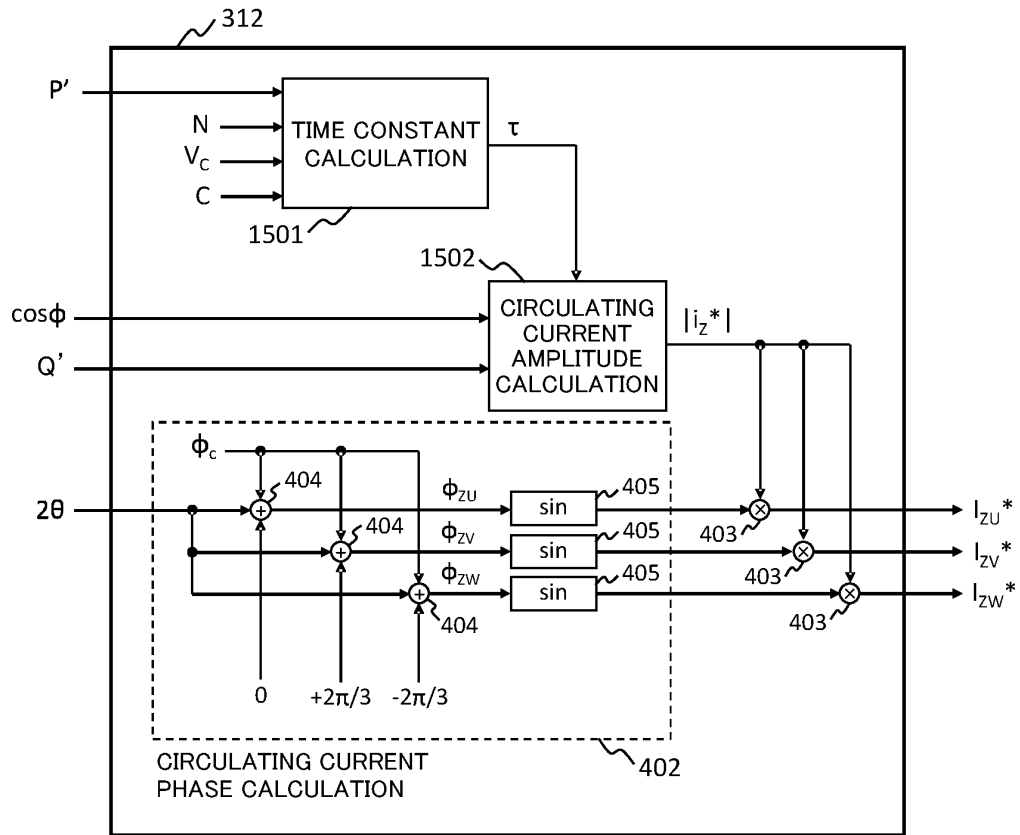 312
P'
N
V_C
C
TIME CONSTANT
CALCULATION
τ
1501
1502
cosϕ
Q'
CIRCULATING
CURRENT
AMPLITUDE
CALCULATION
|i_Z*|
ϕ_c
2θ
404
404
404
ϕ_ZU
ϕ_ZV
ϕ_ZW
sin
405
sin
405
sin
405
403
403
403
I_ZU*
I_ZV*
I_ZW*
0
+2π/3
-2π/3
402
CIRCULATING CURRENT
PHASE CALCULATION